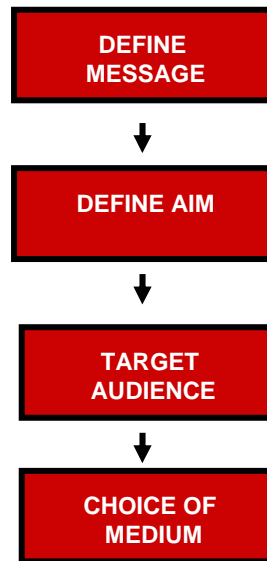 DEFINE
MESSAGE
DEFINE AIM
TARGET
AUDIENCE
CHOICE OF
MEDIUM